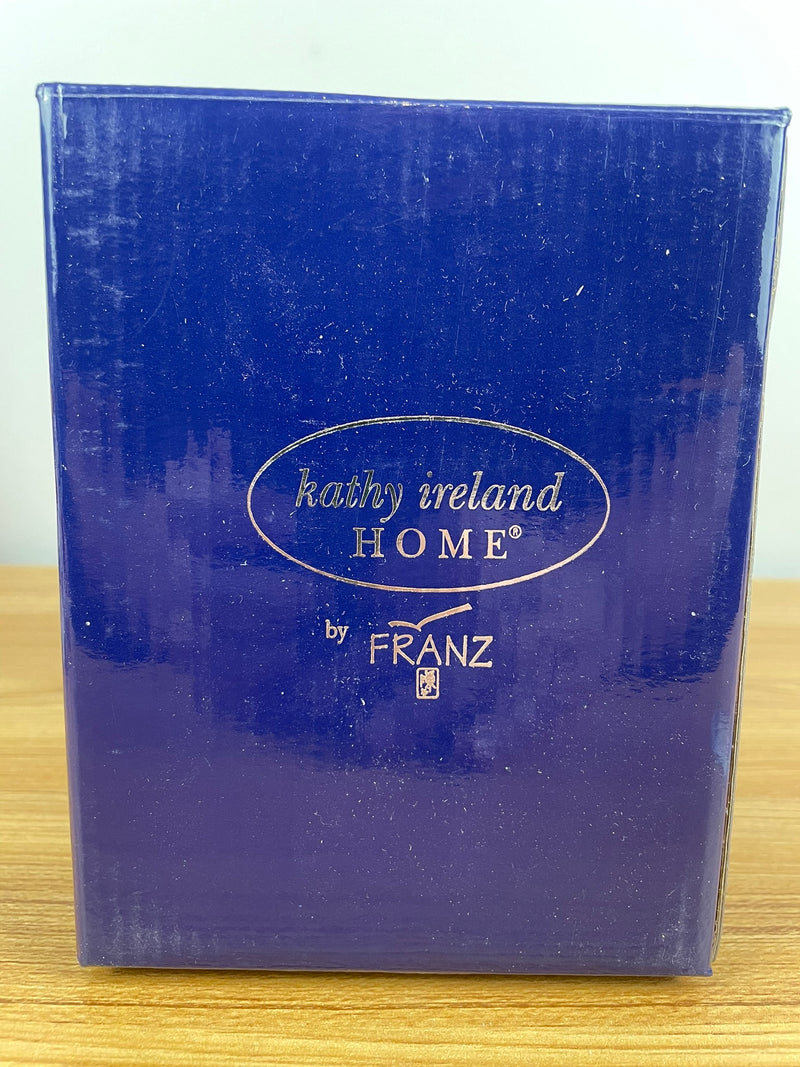 kathy ireland
HOME®
by FRANZ